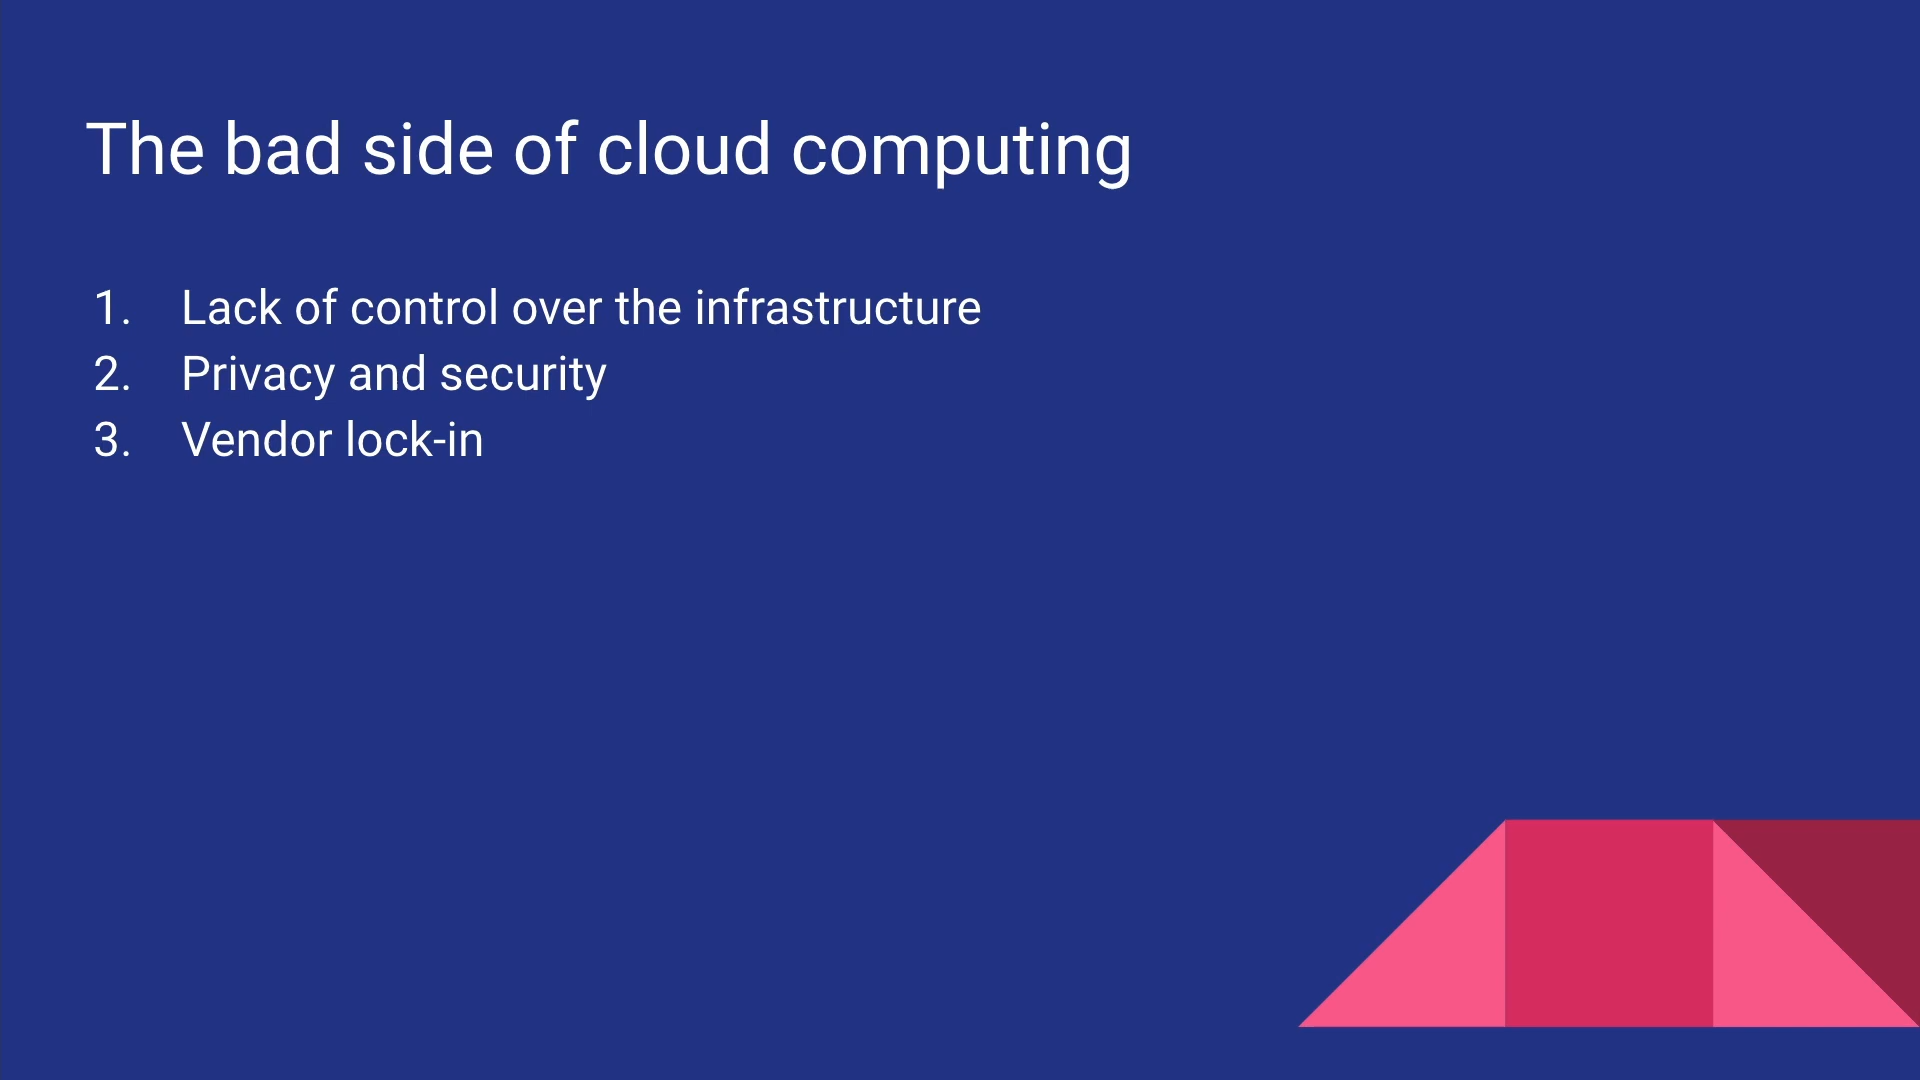 The bad side of cloud computing
1. Lack of control over the infrastructure
2. Privacy and security
3. Vendor lock-in